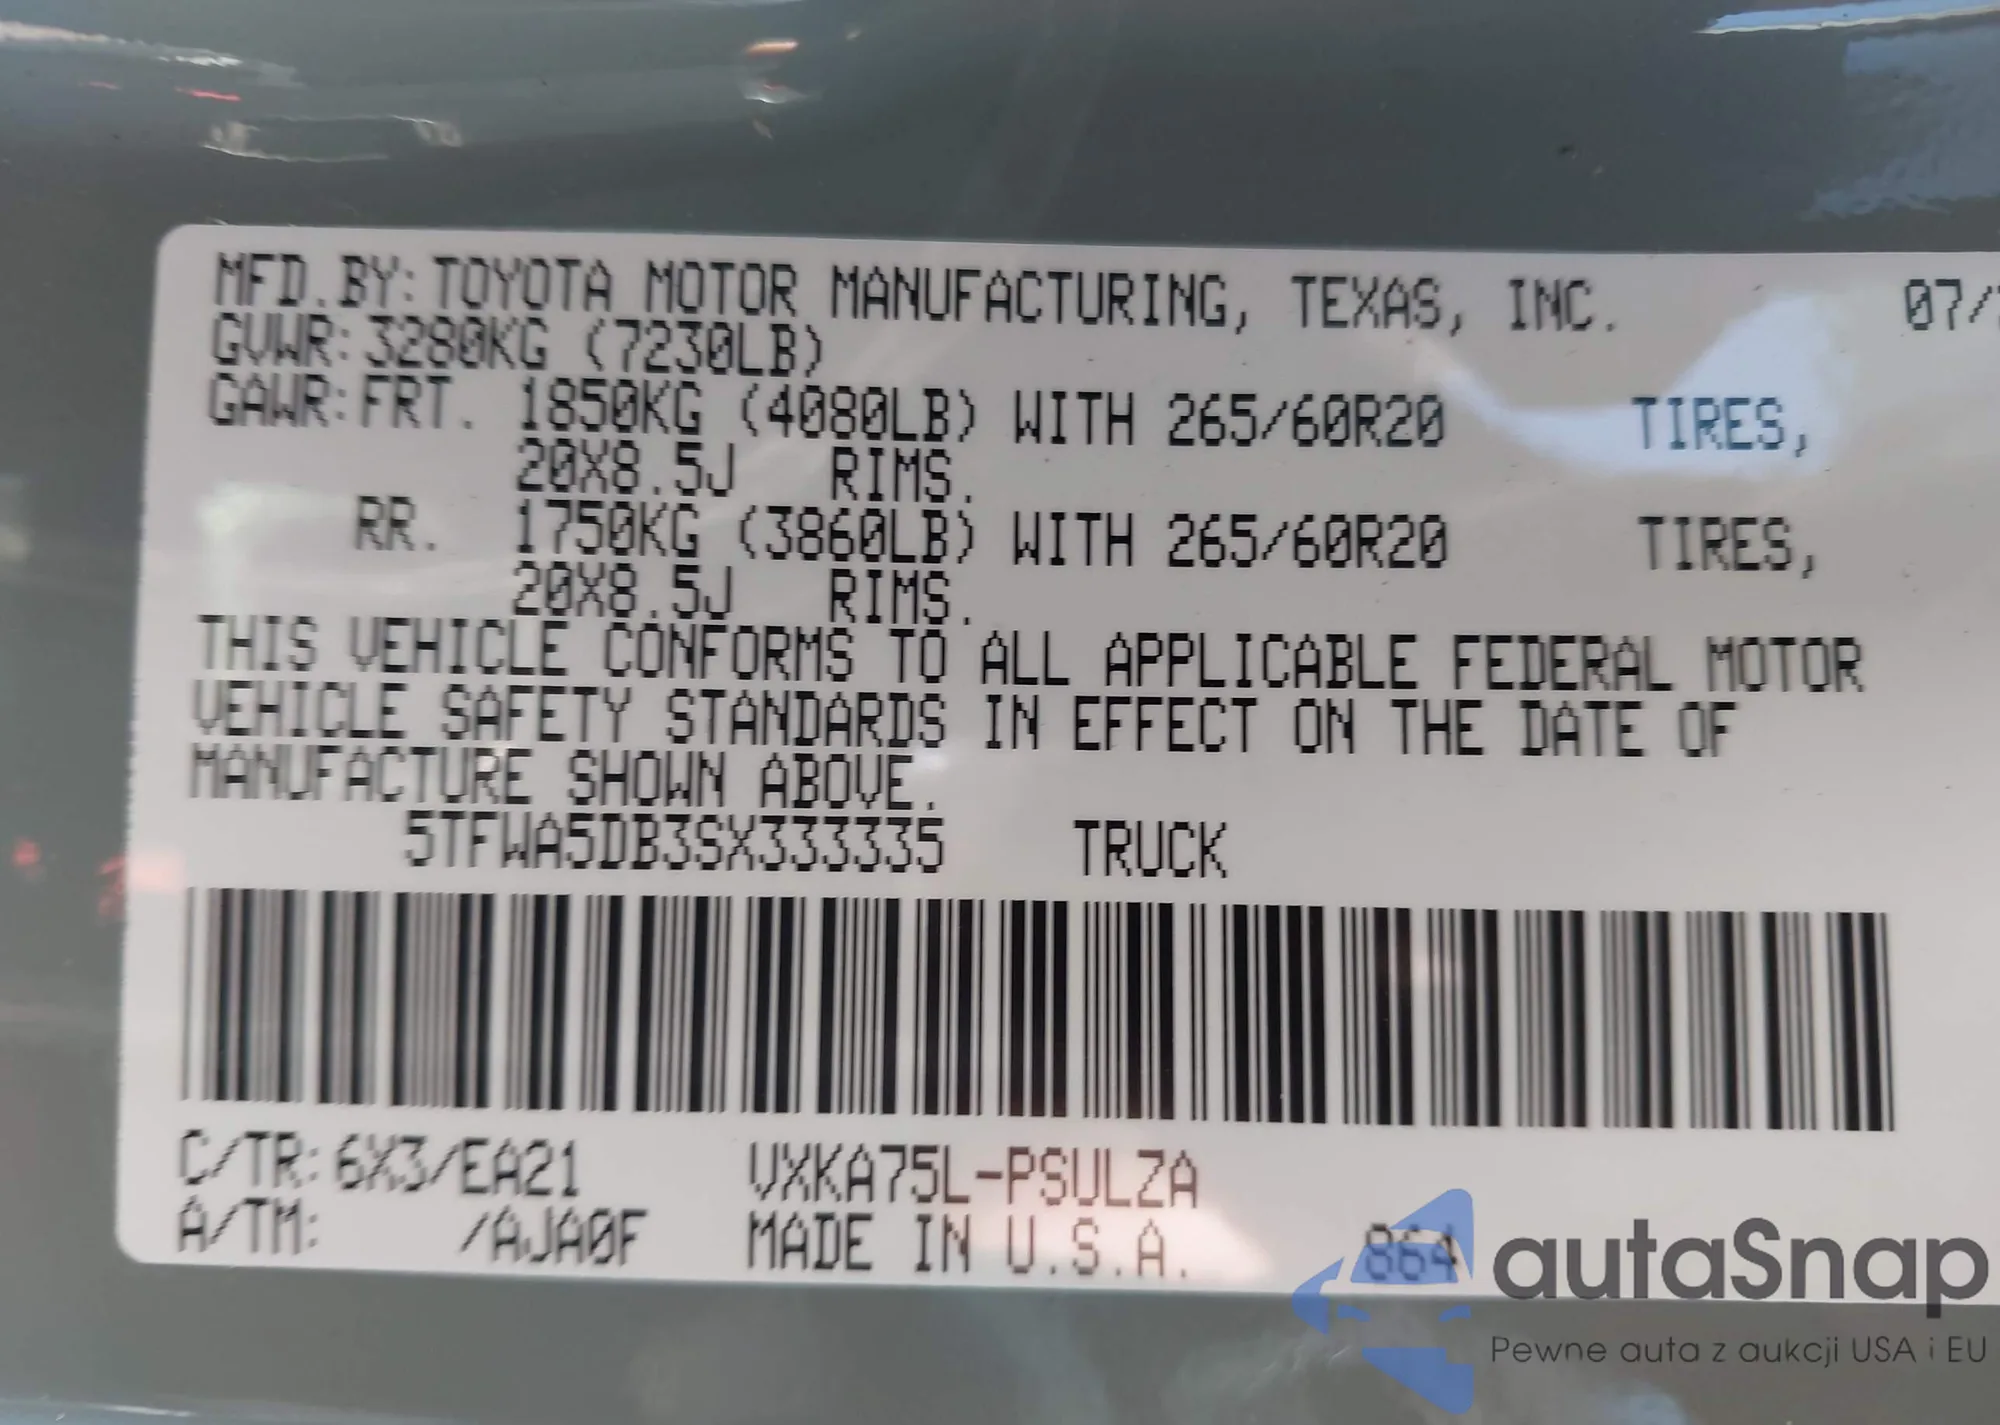 MFD.BY:TOYOTA MOTOR MANUFACTURING, TEXAS, INC. 07/
GVWR:3280KG (7230LB)
GAWR:FRT. 1850KG (4080LB) WITH 265/60R20 TIRES,
20X8.5J RIMS.
RR. 1750KG (3860LB) WITH 265/60R20 TIRES,
20X8.5J RIMS.
THIS VEHICLE CONFORMS TO ALL APPLICABLE FEDERAL MOTOR
VEHICLE SAFETY STANDARDS IN EFFECT ON THE DATE OF
MANUFACTURE SHOWN ABOVE.
5TFWA5DB3SX333335 TRUCK
C/TR:6X3/EA21 VXKA75L-PSULZA
A/TM: /AJA0F MADE IN U.S.A. 864
autaSnap
Pewne auta z aukcji USA i EU